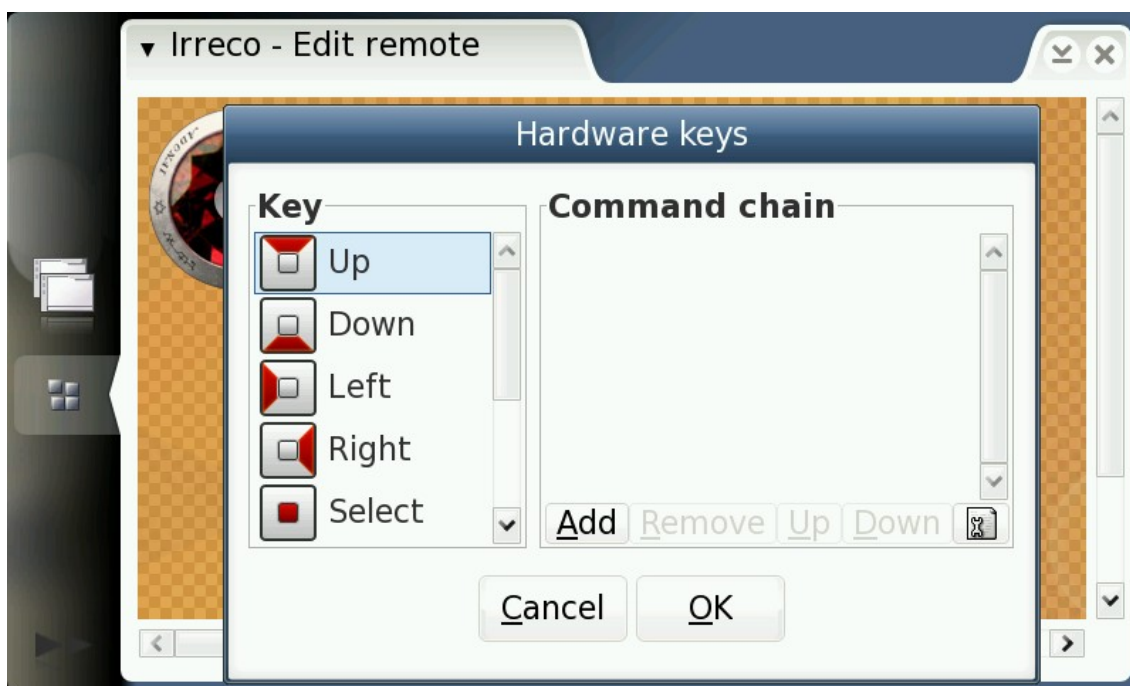 Irreco - Edit remote
Hardware keys
Key
Command chain
Up
Down
Left
Right
Select
Add Remove Up Down
Cancel OK